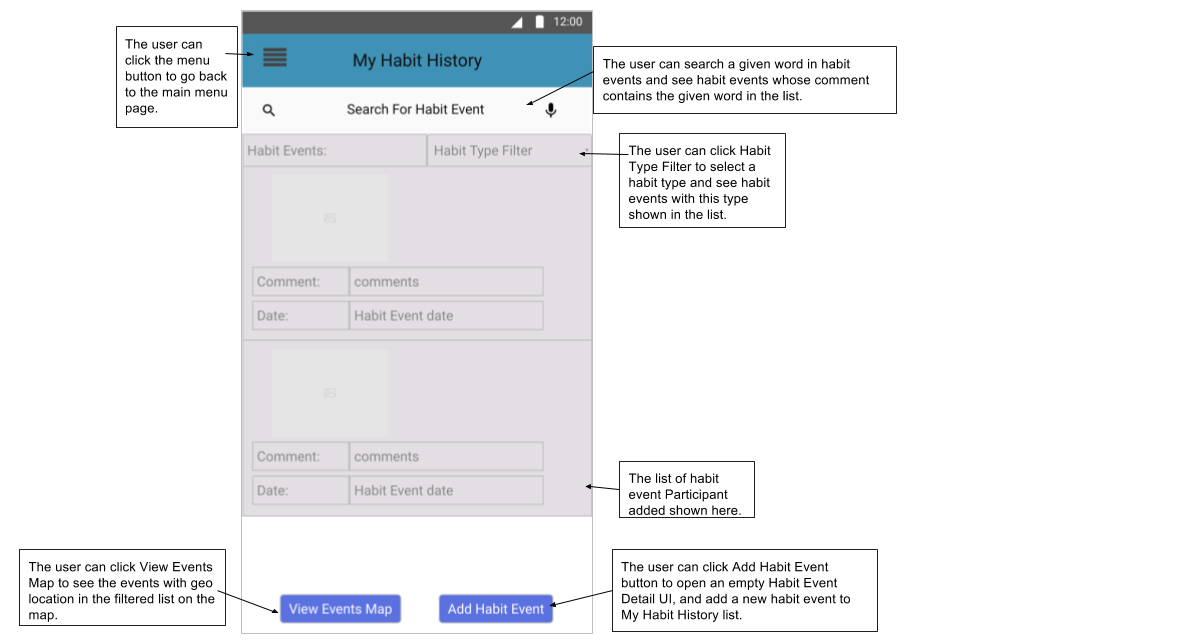 12:00
The user can
click the menu
button to go back
to the main menu
page.
My Habit History
The user can search a given word in habit
events and see habit events whose comment
contains the given word in the list.
Search For Habit Event
Habit Events:
Habit Type Filter
The user can click Habit
Type Filter to select a
habit type and see habit
events with this type
shown in the list.
Comment:
comments
Date:
Habit Event date
Comment:
comments
Date:
Habit Event date
The list of habit
event Participant
added shown here.
The user can click View Events
Map to see the events with geo
location in the filtered list on the
map.
View Events Map
Add Habit Event
The user can click Add Habit Event
button to open an empty Habit Event
Detail UI, and add a new habit event to
My Habit History list.